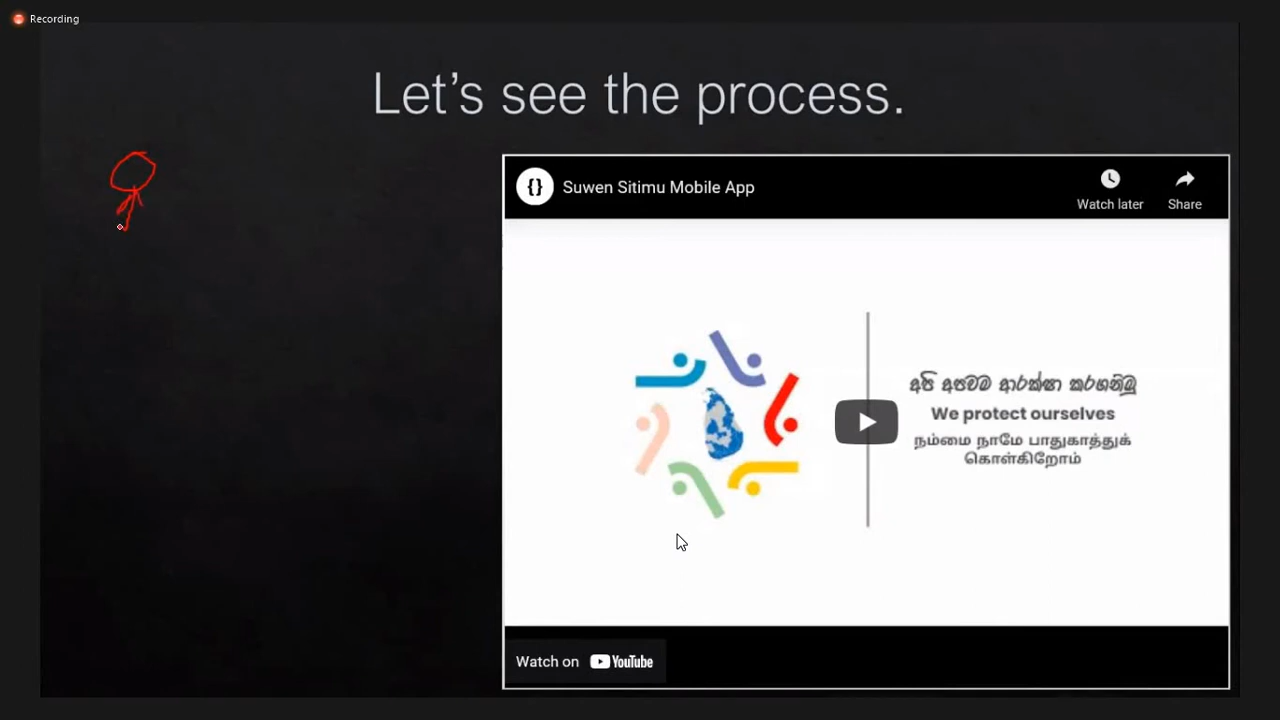 Recording
Let's see the process.
{} Suwen Sitimu Mobile App
Watch later
Share
අපි අපවම ආරක්ෂා කරගනිමු
We protect ourselves
நம்மை நாமே பாதுகாத்துக்
கொள்கிறோம்
Watch on YouTube